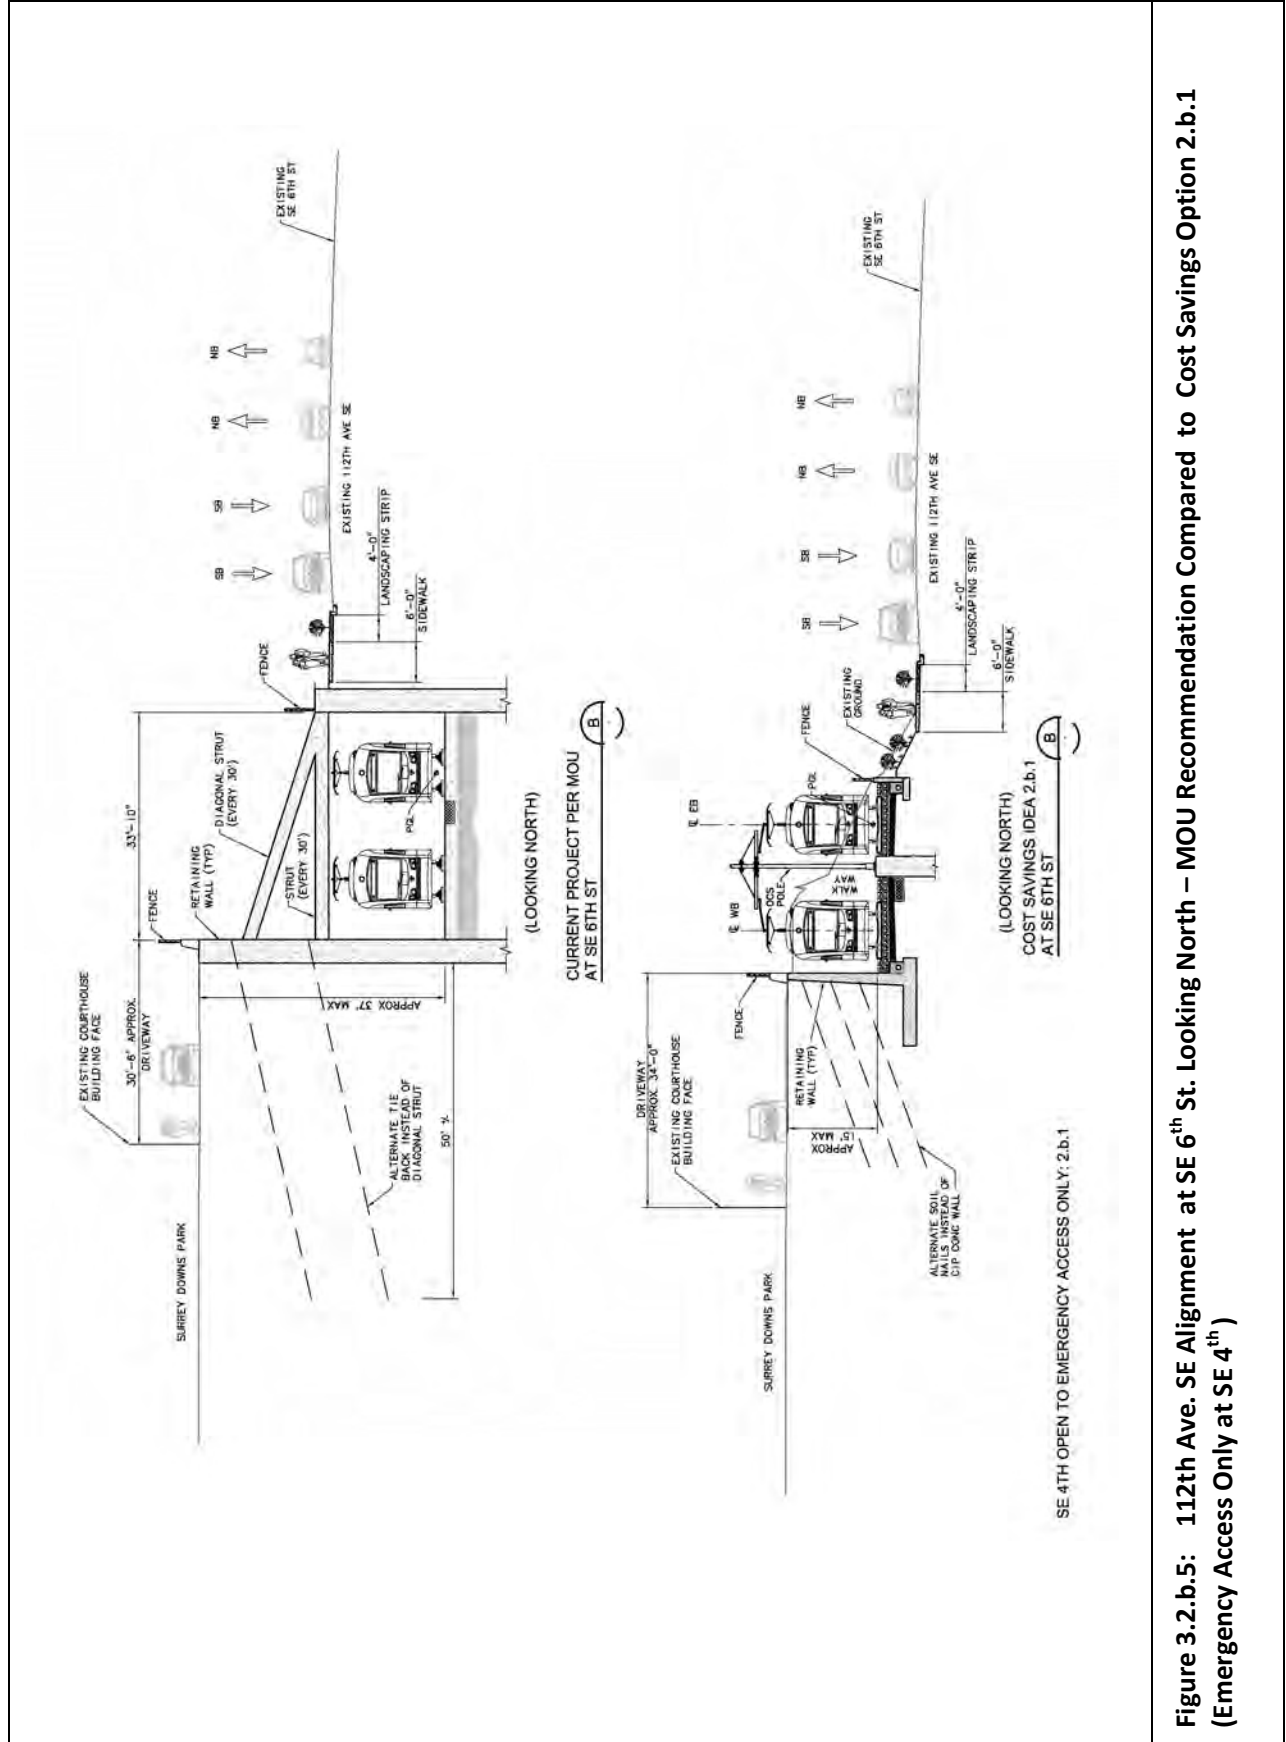 EXISTING COURTHOUSE
BUILDING FACE
30'-6" APPROX.
DRIVEWAY
FENCE
33'-10"
RETAINING
WALL (TYP)
DIAGONAL STRUT
(EVERY 30')
STRUT
(EVERY 30')
FENCE
SURREY DOWNS PARK
APPROX 37' MAX
ALTERNATE TIE
BACK INSTEAD OF
DIAGONAL STRUT
50' +/-
PGL
6'-0"
SIDEWALK
4'-0"
LANDSCAPING STRIP
SB
SB
NB
NB
EXISTING 112TH AVE SE
EXISTING
SE 6TH ST
(LOOKING NORTH)
CURRENT PROJECT PER MOU
AT SE 6TH ST
B
DRIVEWAY
APPROX. 34'-0"
EXISTING COURTHOUSE
BUILDING FACE
FENCE
RETAINING
WALL (TYP)
SURREY DOWNS PARK
APPROX
15' MAX
ALTERNATE SOIL
NAILS INSTEAD OF
CIP CONC WALL
℄ WB
OCS
POLE
WALK
WAY
℄ EB
PGL
FENCE
EXISTING
GROUND
6'-0"
SIDEWALK
4'-0"
LANDSCAPING STRIP
SB
SB
NB
NB
EXISTING 112TH AVE SE
EXISTING
SE 6TH ST
(LOOKING NORTH)
COST SAVINGS IDEA 2.b.1
AT SE 6TH ST
B
SE 4TH OPEN TO EMERGENCY ACCESS ONLY: 2.b.1
Figure 3.2.b.5: 112th Ave. SE Alignment at SE 6th St. Looking North – MOU Recommendation Compared to Cost Savings Option 2.b.1
(Emergency Access Only at SE 4th)